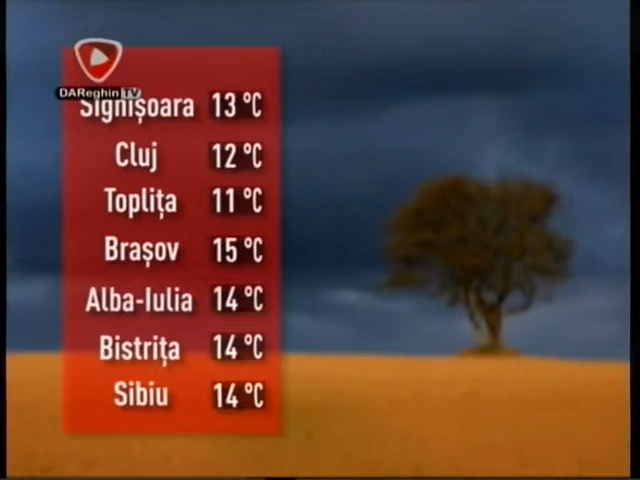 DAReghin TV
Sighișoara 13 °C
Cluj 12 °C
Toplița 11 °C
Brașov 15 °C
Alba-Iulia 14 °C
Bistrița 14 °C
Sibiu 14 °C